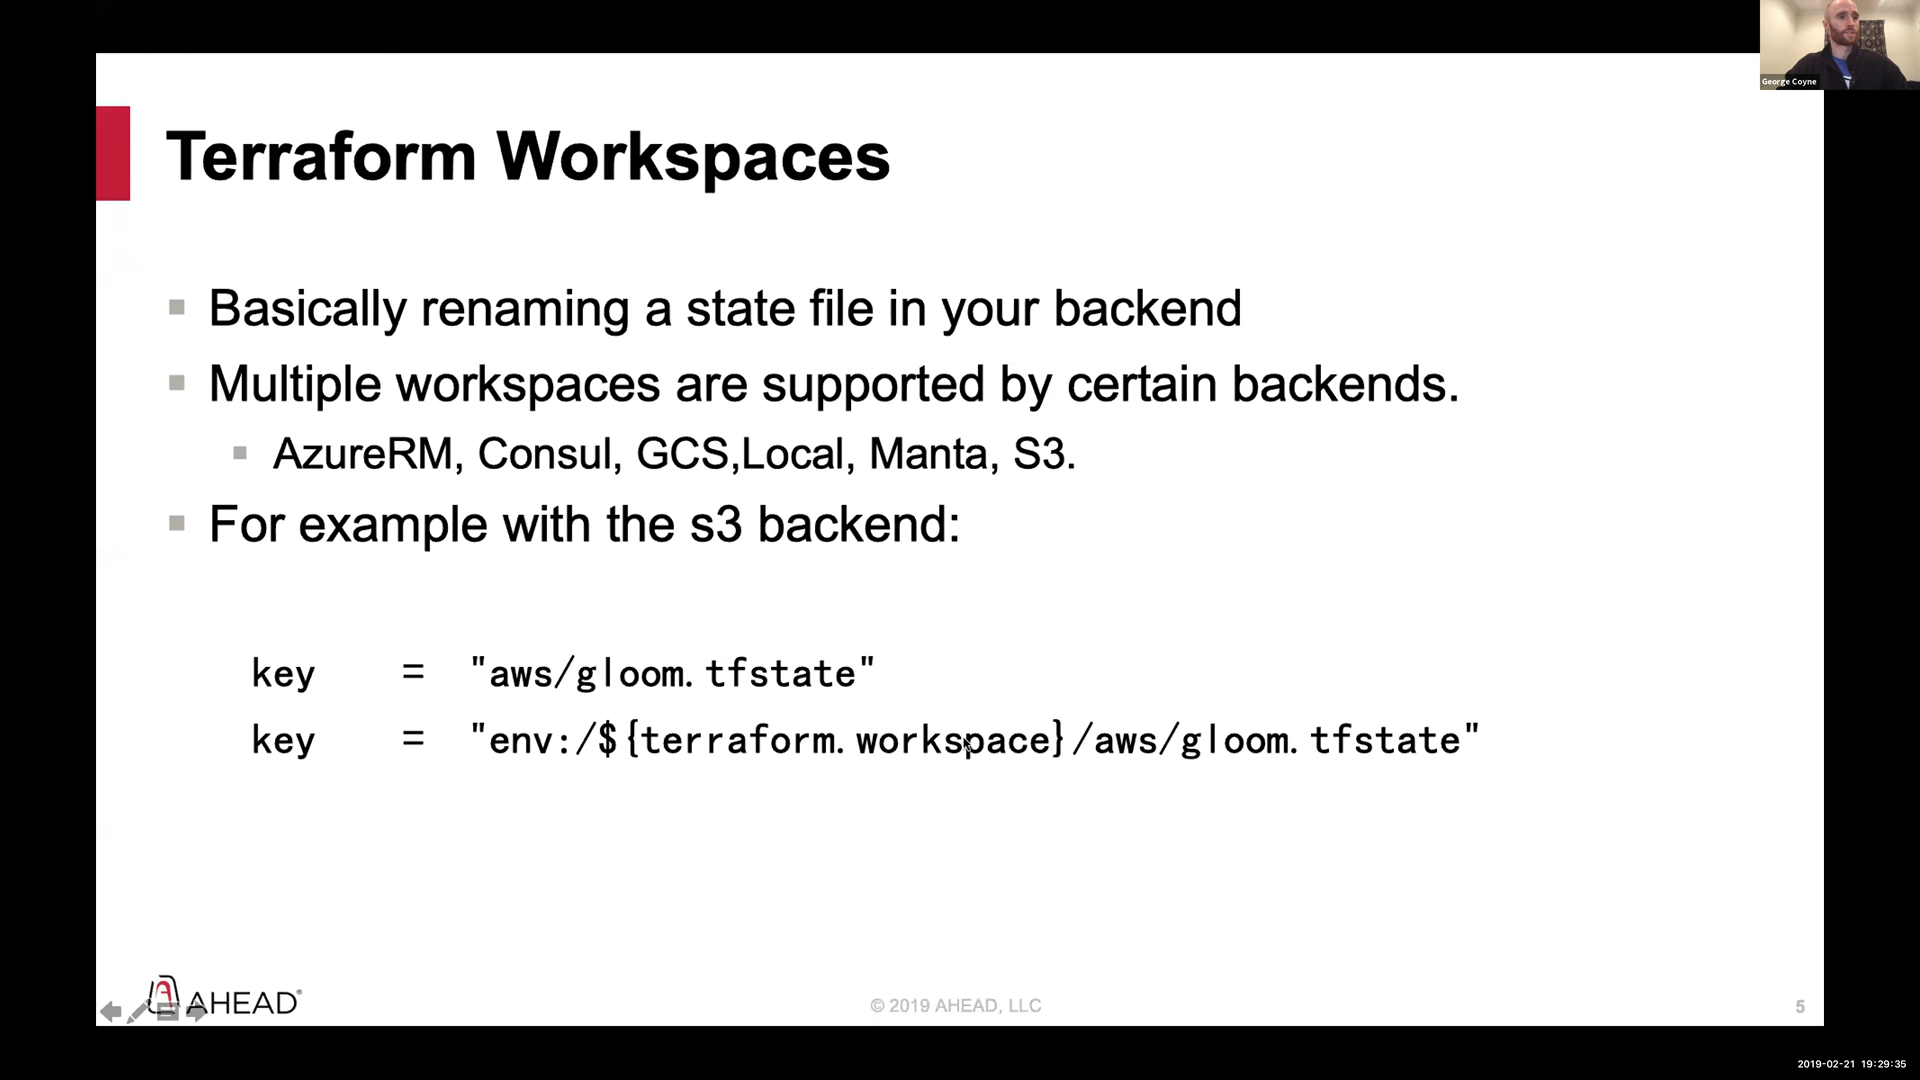 George Coyne
Terraform Workspaces
Basically renaming a state file in your backend
Multiple workspaces are supported by certain backends.
AzureRM, Consul, GCS,Local, Manta, S3.
For example with the s3 backend:
key = "aws/gloom.tfstate"
key = "env:/${terraform.workspace}/aws/gloom.tfstate"
AHEAD®
© 2019 AHEAD, LLC
5
2019-02-21 19:29:35